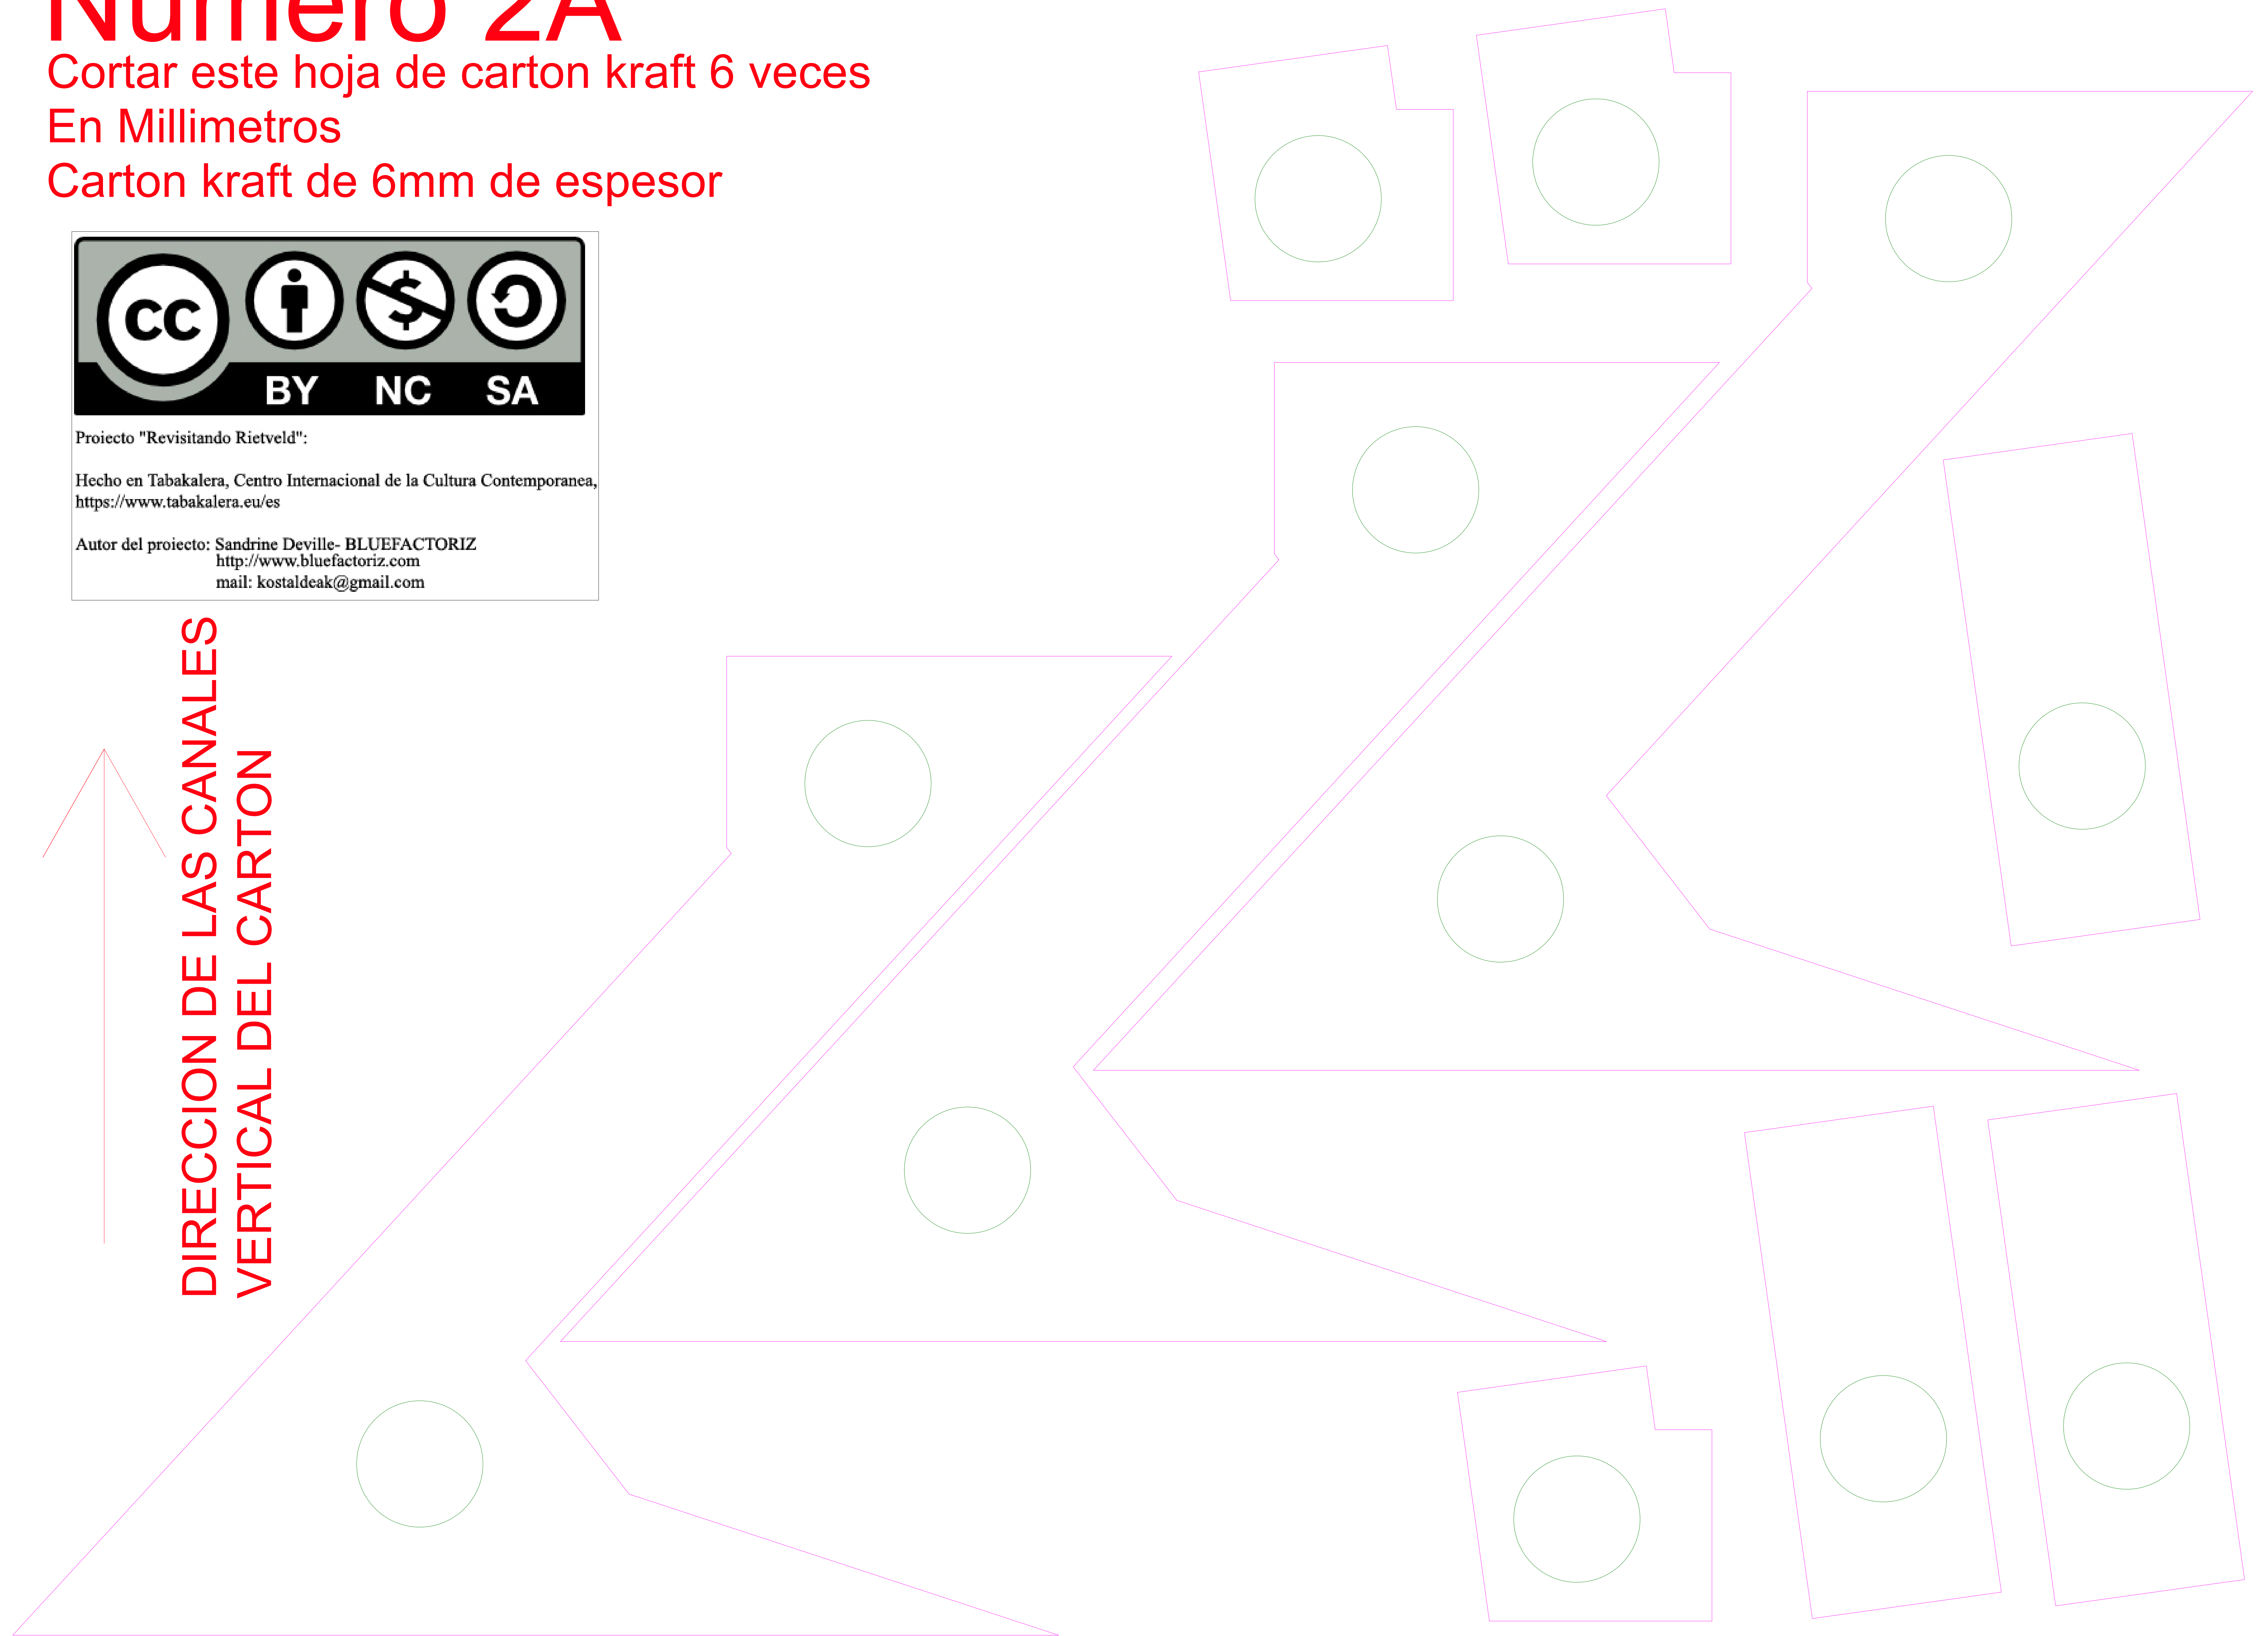 Numero 2A
Cortar este hoja de carton kraft 6 veces
En Millimetros
Carton kraft de 6mm de espesor
cc
BY NC SA
Proiecto "Revisitando Rietveld":
Hecho en Tabakalera, Centro Internacional de la Cultura Contemporanea,
https://www.tabakalera.eu/es
Autor del proiecto: Sandrine Deville- BLUEFACTORIZ
http://www.bluefactoriz.com
mail: kostaldeak@gmail.com
DIRECCION DE LAS CANALES
VERTICAL DEL CARTON